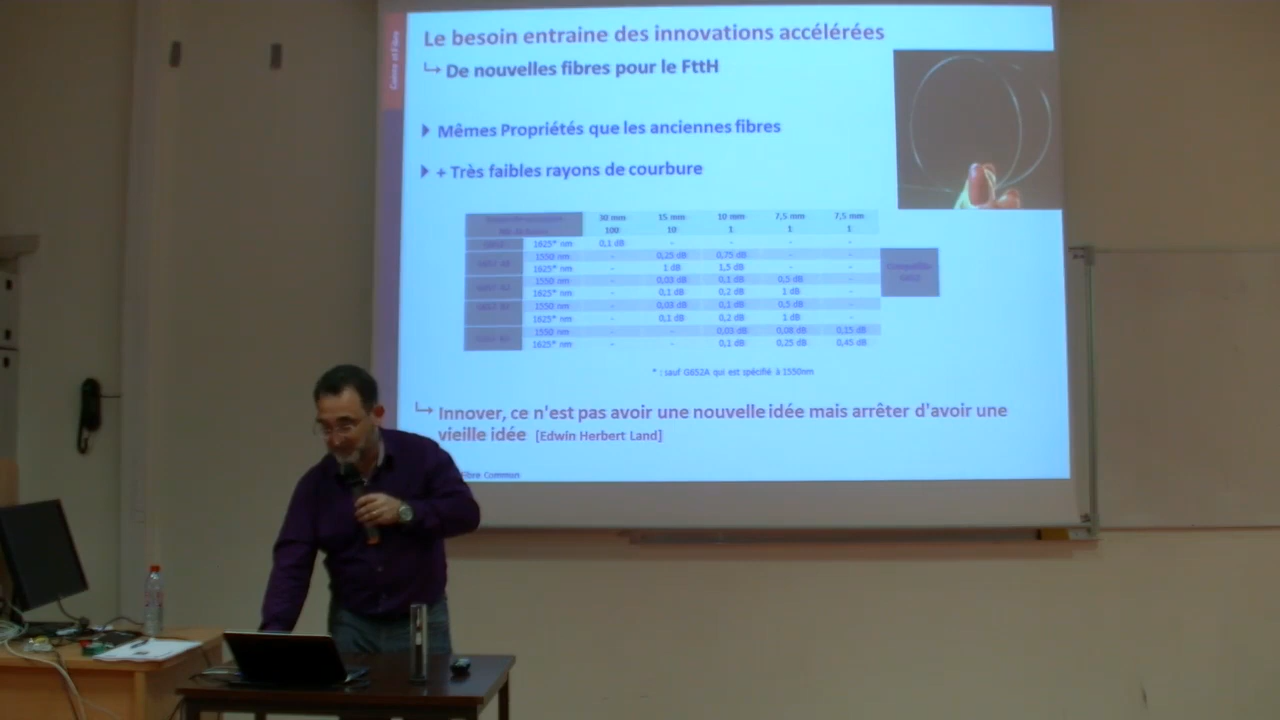 Cuivre et Fibre
Le besoin entraine des innovations accélérées
De nouvelles fibres pour le FttH
Mêmes Propriétés que les anciennes fibres
+ Très faibles rayons de courbure
30 mm 15 mm 10 mm 7,5 mm 7,5 mm
100 10 1 1 1
1625* nm 0,1 dB - - - -
1550 nm - 0,25 dB 0,75 dB - -
1625* nm - 1 dB 1,5 dB - -
1550 nm - 0,03 dB 0,1 dB 0,5 dB -
1625* nm - 0,1 dB 0,2 dB 1 dB -
1550 nm - 0,03 dB 0,1 dB 0,5 dB -
1625* nm - 0,1 dB 0,2 dB 1 dB -
1550 nm - - 0,03 dB 0,08 dB 0,15 dB
1625* nm - - 0,1 dB 0,25 dB 0,45 dB
* : sauf G652A qui est spécifié à 1550nm
Innover, ce n'est pas avoir une nouvelle idée mais arrêter d'avoir une
vieille idée [Edwin Herbert Land]